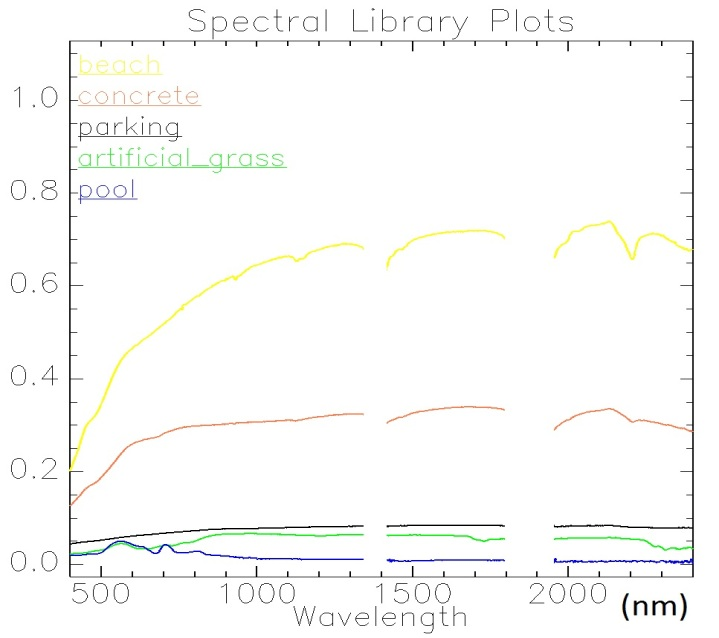 Spectral Library Plots
beach
concrete
parking
artificial_grass
pool
1.0
0.8
0.6
0.4
0.2
0.0
500 1000 1500 2000 (nm)
Wavelength